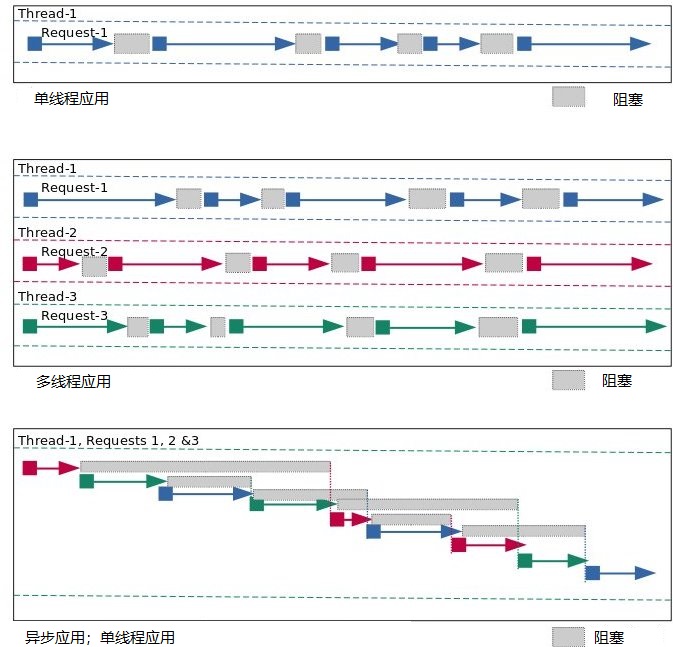 Thread-1
Request-1
单线程应用
阻塞
Thread-1
Request-1
Thread-2
Request-2
Thread-3
Request-3
多线程应用
阻塞
Thread-1, Requests 1, 2 &3
异步应用；单线程应用
阻塞